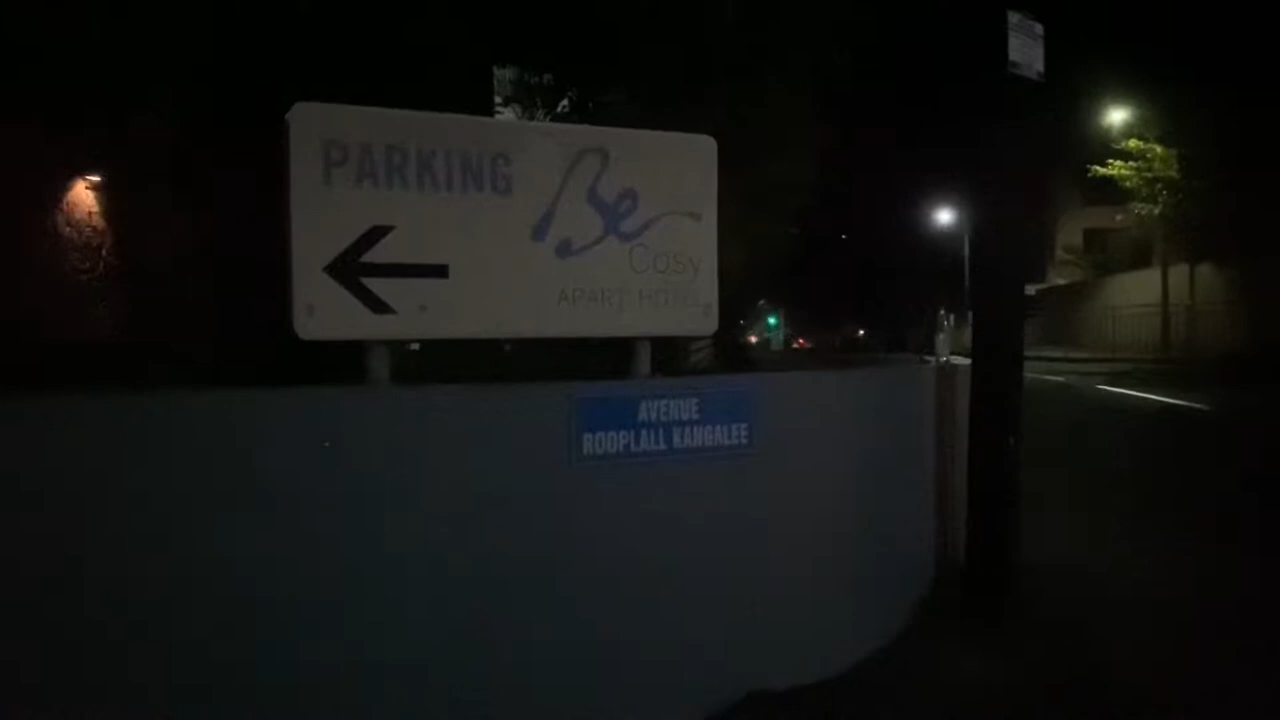 PARKING
Be
Cosy
APART HOTEL
AVENUE
ROOPLALL KANGALEE